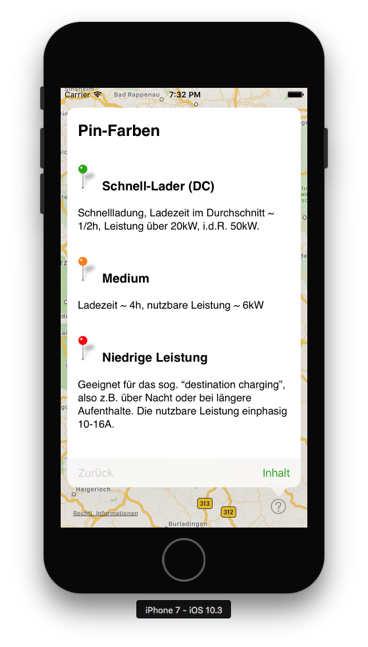 Sinsheim
Carrier 7:32 PM
Bad Rappenau
Pin-Farben
Schnell-Lader (DC)
Schnellladung, Ladezeit im Durchschnitt ~
1/2h, Leistung über 20kW, i.d.R. 50kW.
Medium
Ladezeit ~ 4h, nutzbare Leistung ~ 6kW
Niedrige Leistung
Geeignet für das sog. “destination charging”,
also z.B. über Nacht oder bei längere
Aufenthalte. Die nutzbare Leistung einphasig
10-16A.
Zurück Inhalt
Haigerloch
313
312
?
Rechtl. Informationen
Burladingen
iPhone 7 - iOS 10.3